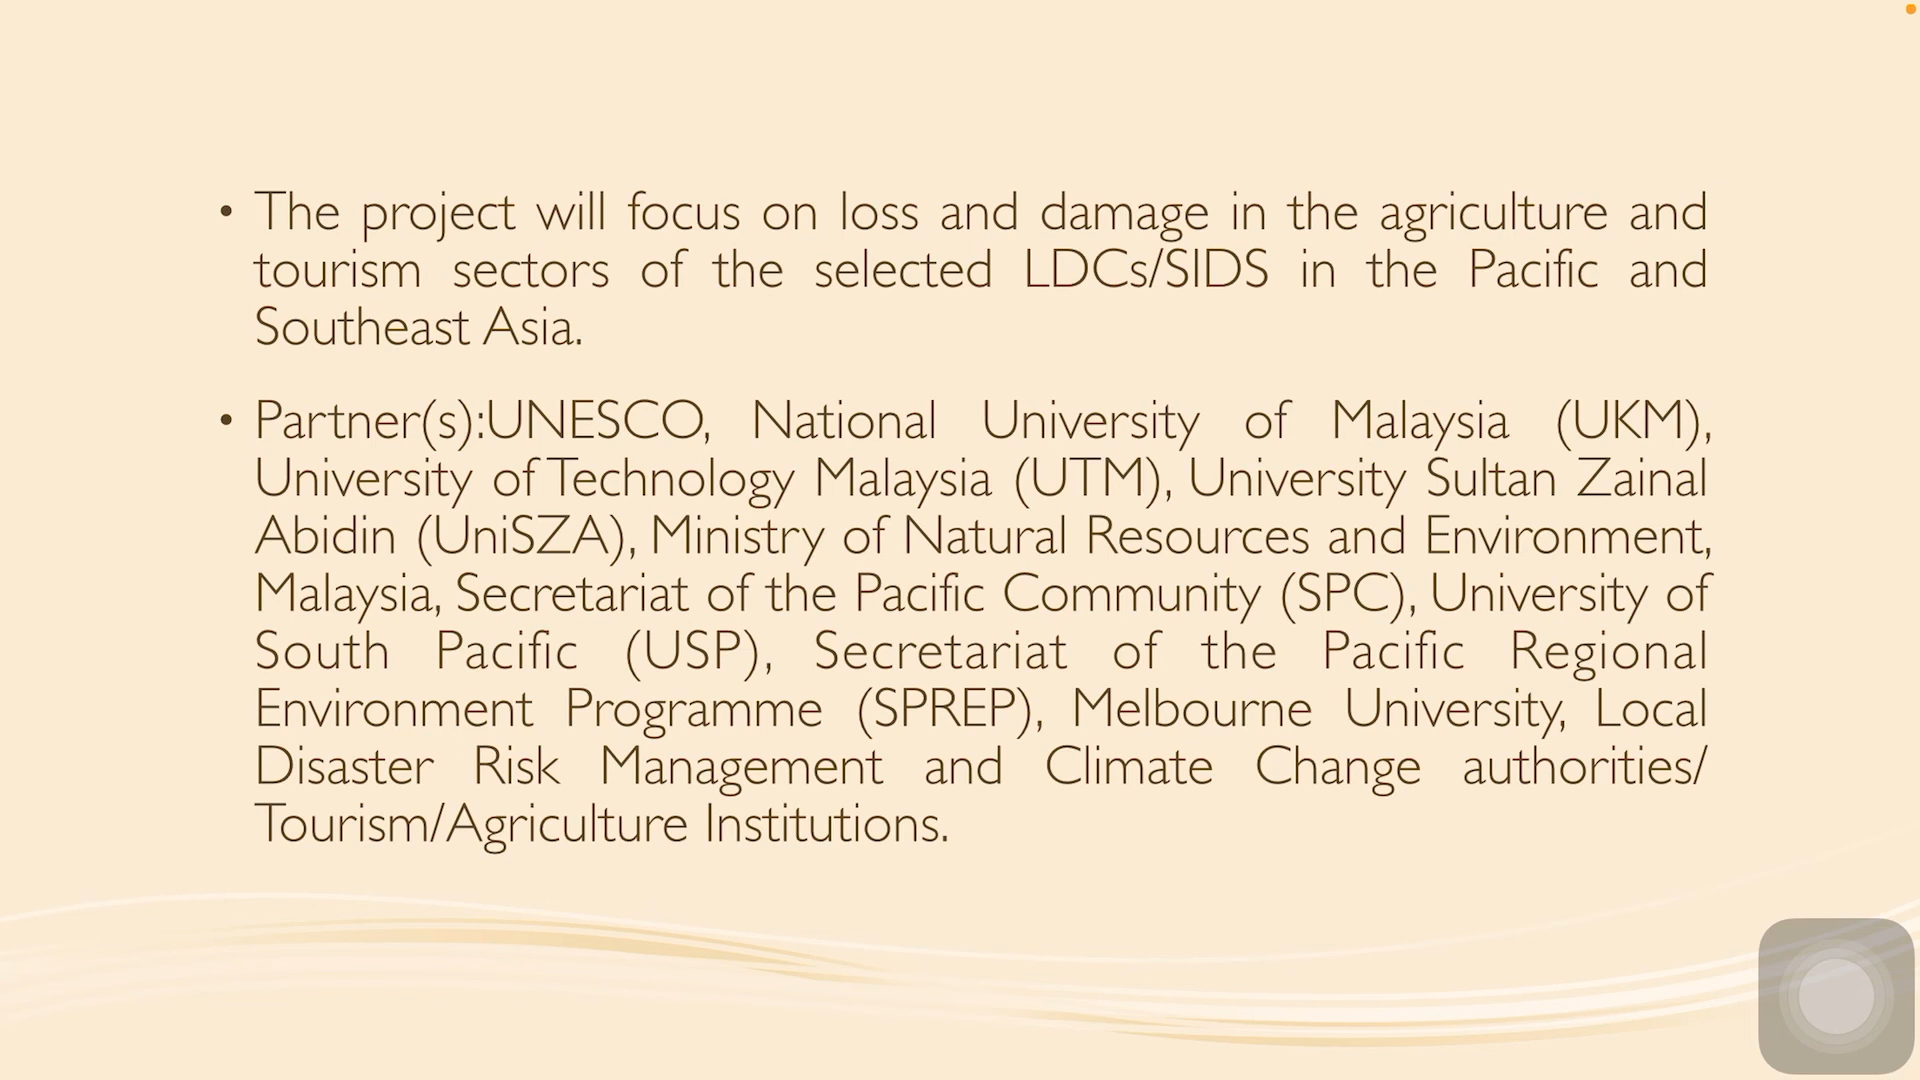 • The project will focus on loss and damage in the agriculture and
tourism sectors of the selected LDCs/SIDS in the Pacific and
Southeast Asia.
• Partner(s):UNESCO, National University of Malaysia (UKM),
University of Technology Malaysia (UTM), University Sultan Zainal
Abidin (UniSZA), Ministry of Natural Resources and Environment,
Malaysia, Secretariat of the Pacific Community (SPC), University of
South Pacific (USP), Secretariat of the Pacific Regional
Environment Programme (SPREP), Melbourne University, Local
Disaster Risk Management and Climate Change authorities/
Tourism/Agriculture Institutions.